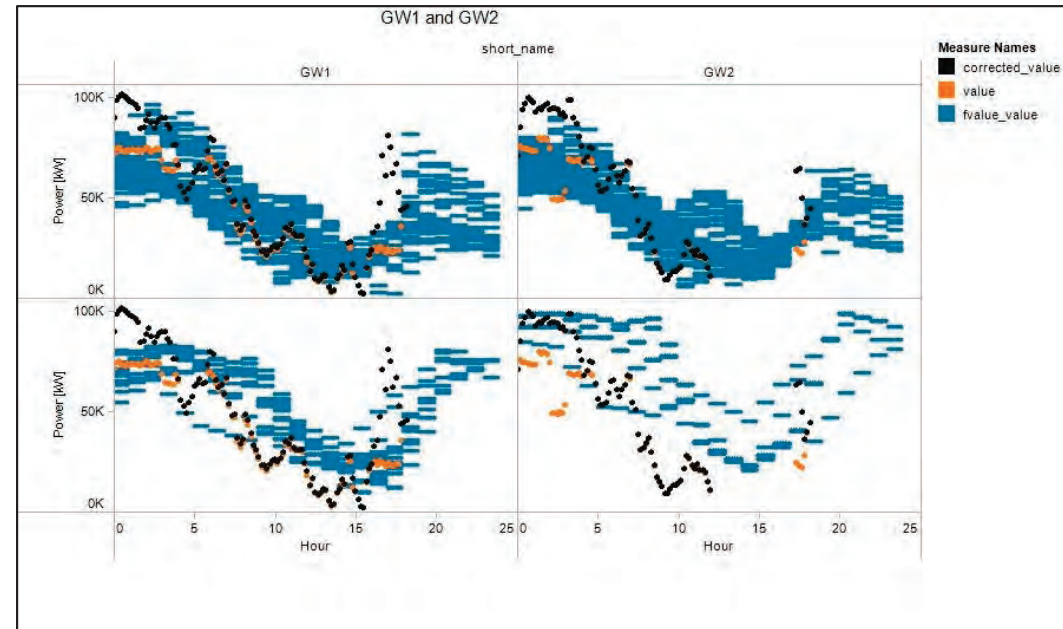 GW1 and GW2
short_name
GW1 GW2
Measure Names
corrected_value
value
fvalue_value
100K
Power [kW]
50K
0K
100K
Power [kW]
50K
0K
0 5 10 15 20 25 0 5 10 15 20 25
Hour Hour